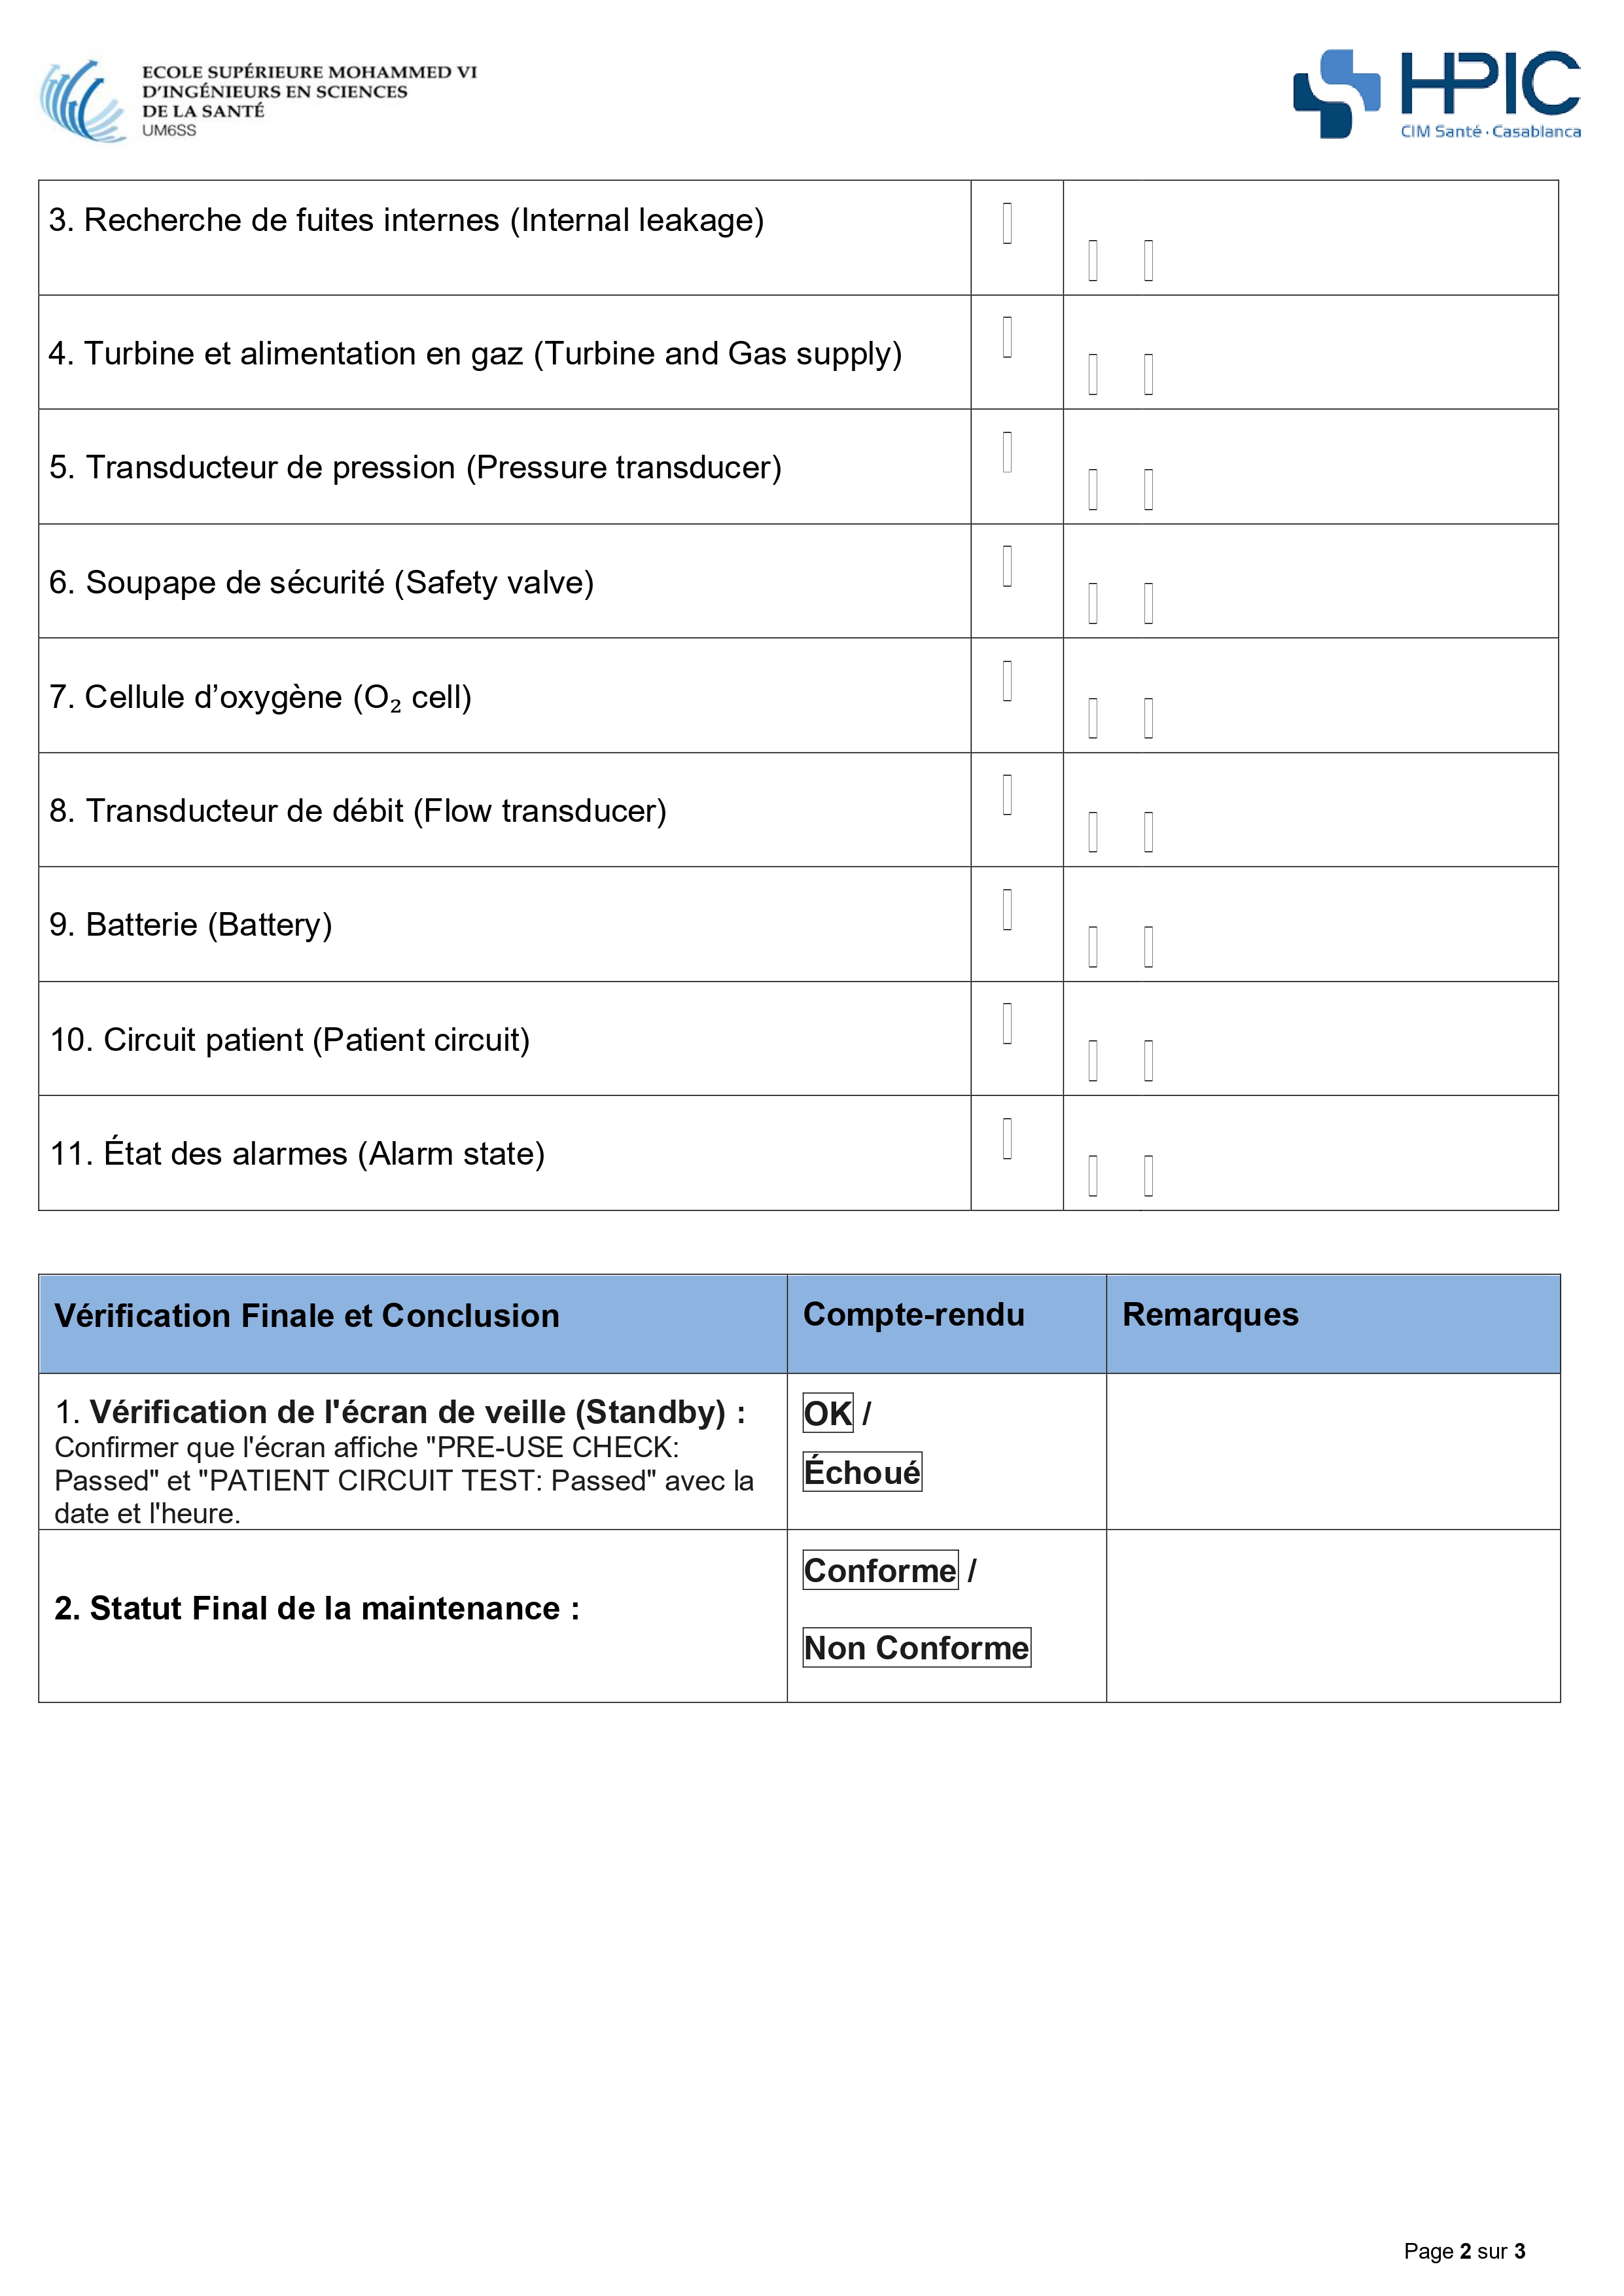 ECOLE SUPÉRIEURE MOHAMMED VI
D'INGÉNIEURS EN SCIENCES
DE LA SANTÉ
UM6SS
HPIC
CIM Santé · Casablanca
3. Recherche de fuites internes (Internal leakage)
4. Turbine et alimentation en gaz (Turbine and Gas supply)
5. Transducteur de pression (Pressure transducer)
6. Soupape de sécurité (Safety valve)
7. Cellule d’oxygène (O₂ cell)
8. Transducteur de débit (Flow transducer)
9. Batterie (Battery)
10. Circuit patient (Patient circuit)
11. État des alarmes (Alarm state)
Vérification Finale et Conclusion
Compte-rendu
Remarques
1. Vérification de l'écran de veille (Standby) :
Confirmer que l'écran affiche "PRE-USE CHECK:
Passed" et "PATIENT CIRCUIT TEST: Passed" avec la
date et l'heure.
OK /
Échoué
2. Statut Final de la maintenance :
Conforme /
Non Conforme
Page 2 sur 3